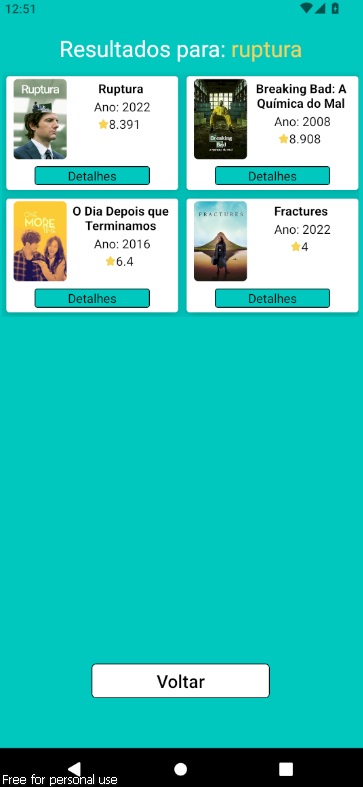 12:51
Resultados para: ruptura
Ruptura
Ruptura
Ano: 2022
8.391
Detalhes
Breaking Bad
Breaking Bad: A
Química do Mal
Ano: 2008
8.908
Detalhes
ONE
MORE
TIME
O Dia Depois que
Terminamos
Ano: 2016
6.4
Detalhes
FRACTURES
Fractures
Ano: 2022
4
Detalhes
Voltar
Free for personal use